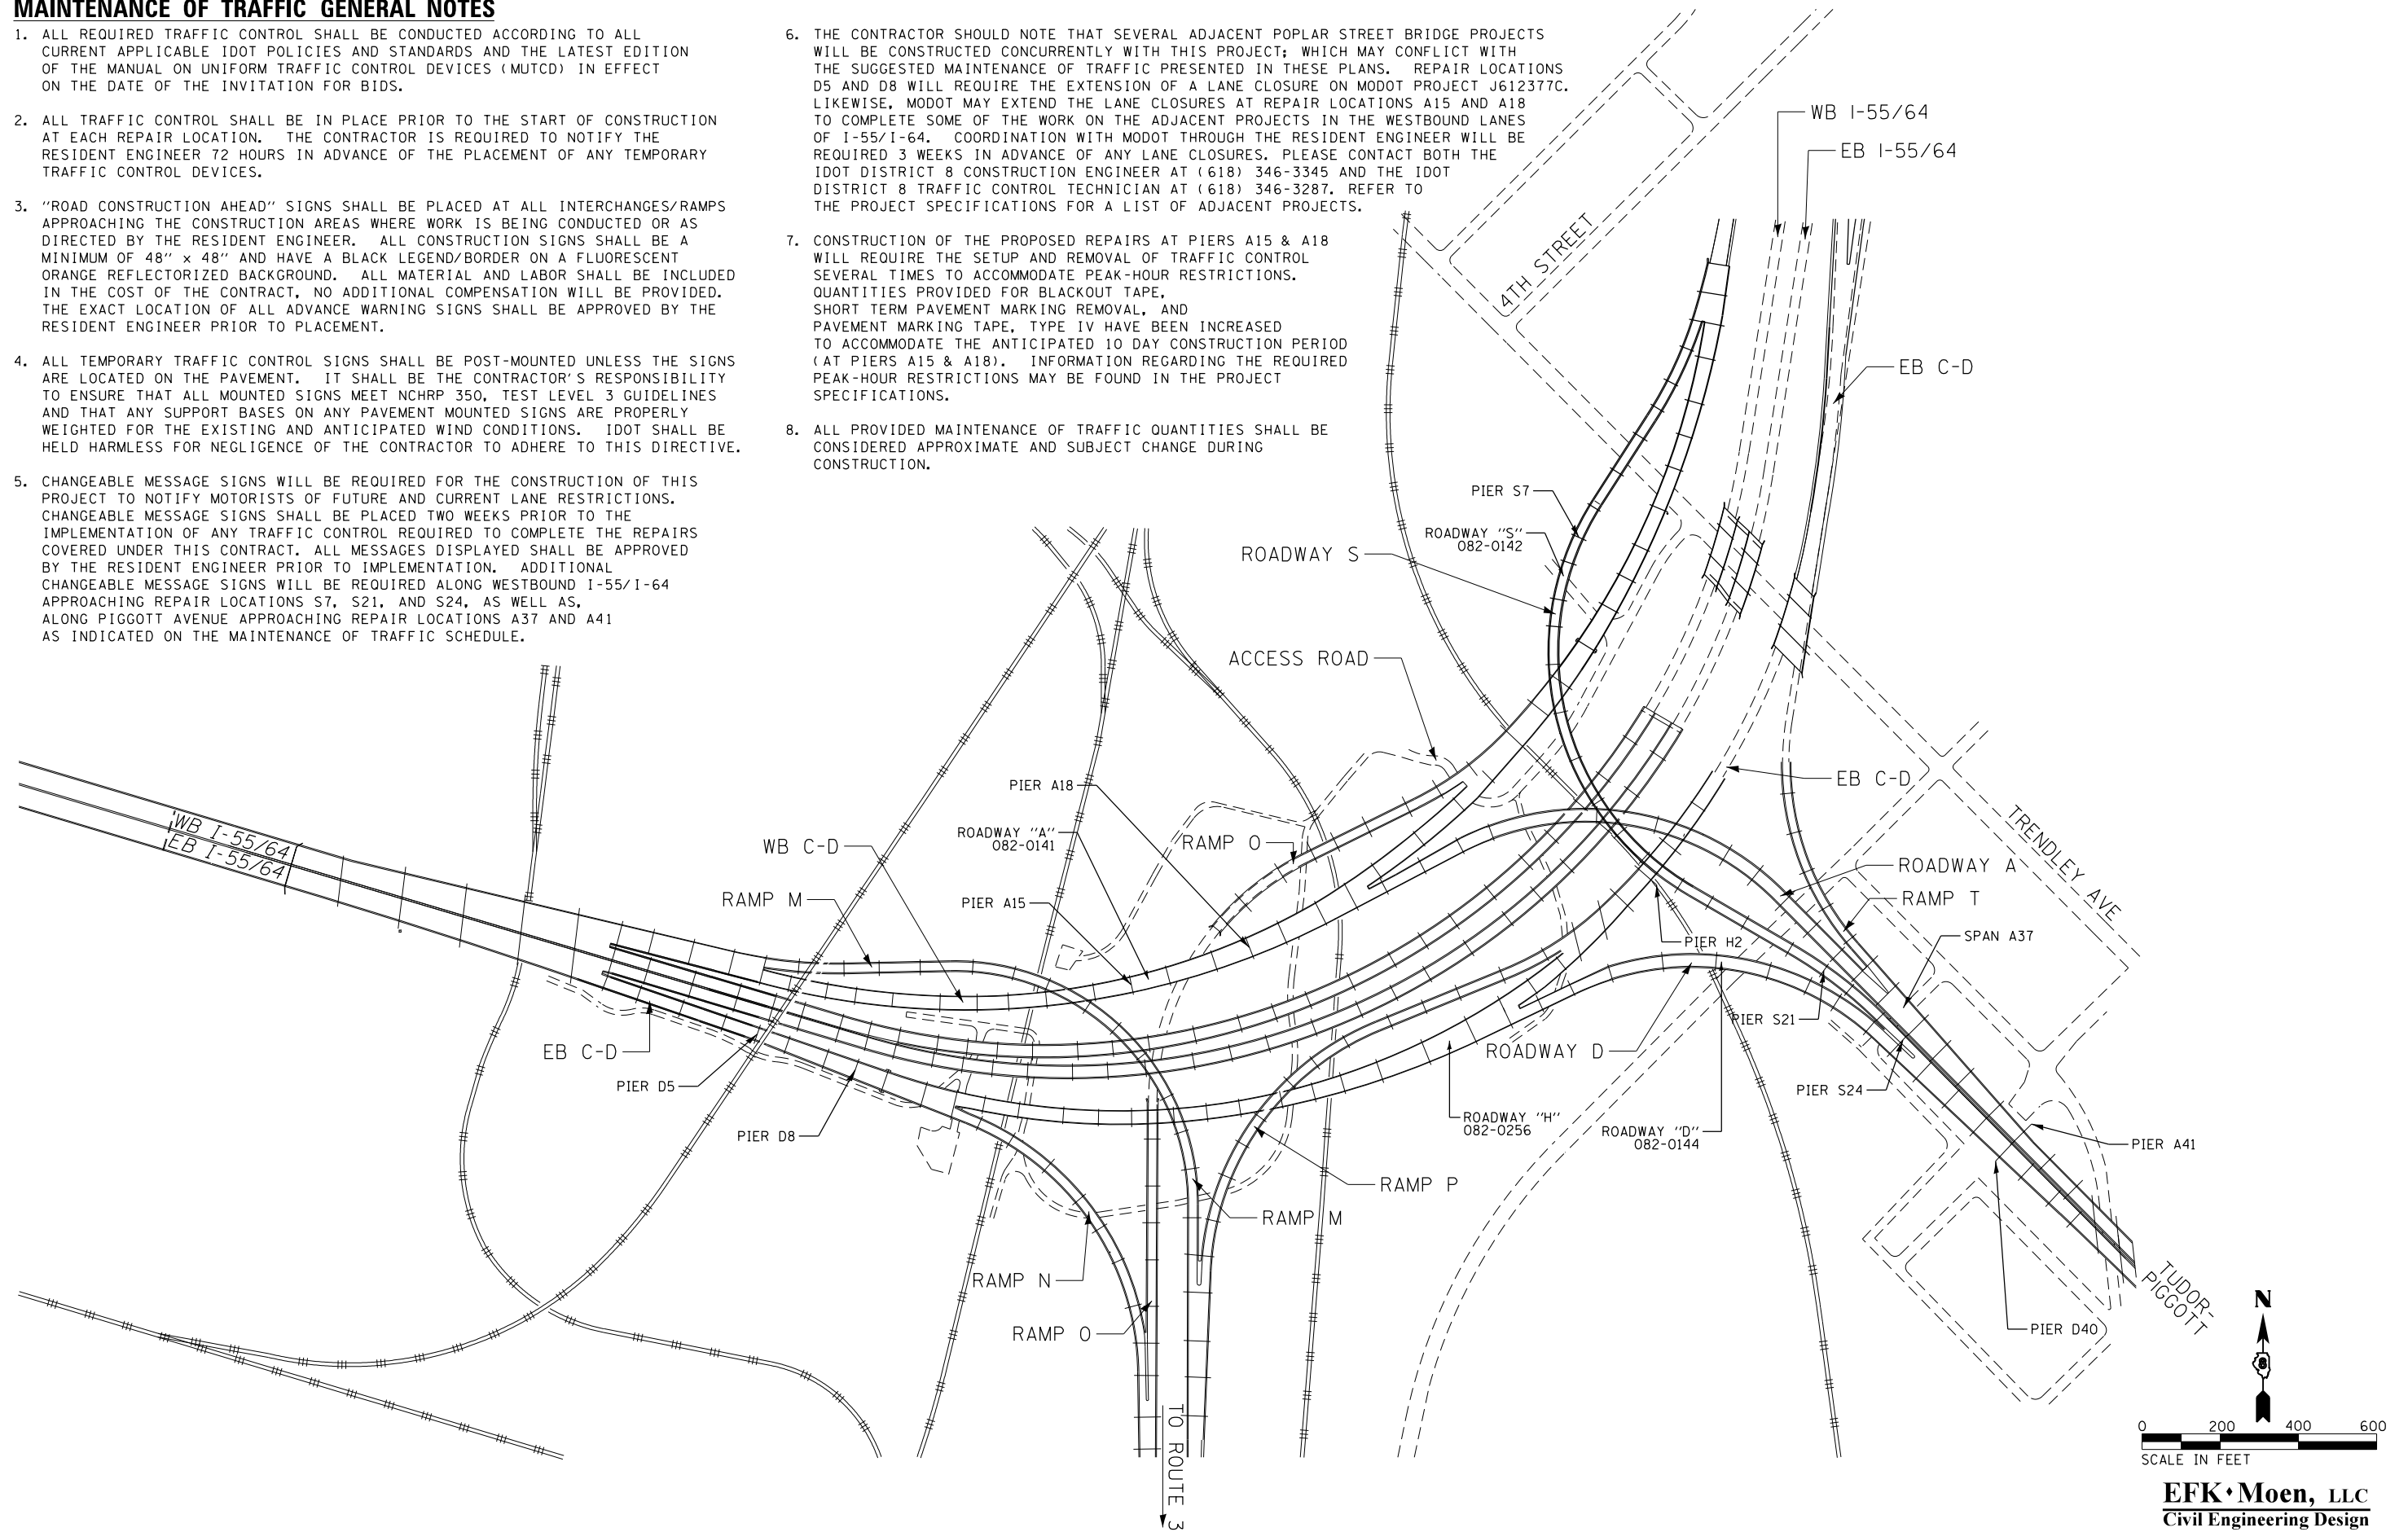 MAINTENANCE OF TRAFFIC GENERAL NOTES
1. ALL REQUIRED TRAFFIC CONTROL SHALL BE CONDUCTED ACCORDING TO ALL
CURRENT APPLICABLE IDOT POLICIES AND STANDARDS AND THE LATEST EDITION
OF THE MANUAL ON UNIFORM TRAFFIC CONTROL DEVICES (MUTCD) IN EFFECT
ON THE DATE OF THE INVITATION FOR BIDS.
2. ALL TRAFFIC CONTROL SHALL BE IN PLACE PRIOR TO THE START OF CONSTRUCTION
AT EACH REPAIR LOCATION. THE CONTRACTOR IS REQUIRED TO NOTIFY THE
RESIDENT ENGINEER 72 HOURS IN ADVANCE OF THE PLACEMENT OF ANY TEMPORARY
TRAFFIC CONTROL DEVICES.
3. "ROAD CONSTRUCTION AHEAD" SIGNS SHALL BE PLACED AT ALL INTERCHANGES/RAMPS
APPROACHING THE CONSTRUCTION AREAS WHERE WORK IS BEING CONDUCTED OR AS
DIRECTED BY THE RESIDENT ENGINEER. ALL CONSTRUCTION SIGNS SHALL BE A
MINIMUM OF 48" x 48" AND HAVE A BLACK LEGEND/BORDER ON A FLUORESCENT
ORANGE REFLECTORIZED BACKGROUND. ALL MATERIAL AND LABOR SHALL BE INCLUDED
IN THE COST OF THE CONTRACT, NO ADDITIONAL COMPENSATION WILL BE PROVIDED.
THE EXACT LOCATION OF ALL ADVANCE WARNING SIGNS SHALL BE APPROVED BY THE
RESIDENT ENGINEER PRIOR TO PLACEMENT.
4. ALL TEMPORARY TRAFFIC CONTROL SIGNS SHALL BE POST-MOUNTED UNLESS THE SIGNS
ARE LOCATED ON THE PAVEMENT. IT SHALL BE THE CONTRACTOR'S RESPONSIBILITY
TO ENSURE THAT ALL MOUNTED SIGNS MEET NCHRP 350, TEST LEVEL 3 GUIDELINES
AND THAT ANY SUPPORT BASES ON ANY PAVEMENT MOUNTED SIGNS ARE PROPERLY
WEIGHTED FOR THE EXISTING AND ANTICIPATED WIND CONDITIONS. IDOT SHALL BE
HELD HARMLESS FOR NEGLIGENCE OF THE CONTRACTOR TO ADHERE TO THIS DIRECTIVE.
5. CHANGEABLE MESSAGE SIGNS WILL BE REQUIRED FOR THE CONSTRUCTION OF THIS
PROJECT TO NOTIFY MOTORISTS OF FUTURE AND CURRENT LANE RESTRICTIONS.
CHANGEABLE MESSAGE SIGNS SHALL BE PLACED TWO WEEKS PRIOR TO THE
IMPLEMENTATION OF ANY TRAFFIC CONTROL REQUIRED TO COMPLETE THE REPAIRS
COVERED UNDER THIS CONTRACT. ALL MESSAGES DISPLAYED SHALL BE APPROVED
BY THE RESIDENT ENGINEER PRIOR TO IMPLEMENTATION. ADDITIONAL
CHANGEABLE MESSAGE SIGNS WILL BE REQUIRED ALONG WESTBOUND I-55/I-64
APPROACHING REPAIR LOCATIONS S7, S21, AND S24, AS WELL AS,
ALONG PIGGOTT AVENUE APPROACHING REPAIR LOCATIONS A37 AND A41
AS INDICATED ON THE MAINTENANCE OF TRAFFIC SCHEDULE.
6. THE CONTRACTOR SHOULD NOTE THAT SEVERAL ADJACENT POPLAR STREET BRIDGE PROJECTS
WILL BE CONSTRUCTED CONCURRENTLY WITH THIS PROJECT; WHICH MAY CONFLICT WITH
THE SUGGESTED MAINTENANCE OF TRAFFIC PRESENTED IN THESE PLANS. REPAIR LOCATIONS
D5 AND D8 WILL REQUIRE THE EXTENSION OF A LANE CLOSURE ON MODOT PROJECT J612377C.
LIKEWISE, MODOT MAY EXTEND THE LANE CLOSURES AT REPAIR LOCATIONS A15 AND A18
TO COMPLETE SOME OF THE WORK ON THE ADJACENT PROJECTS IN THE WESTBOUND LANES
OF I-55/I-64. COORDINATION WITH MODOT THROUGH THE RESIDENT ENGINEER WILL BE
REQUIRED 3 WEEKS IN ADVANCE OF ANY LANE CLOSURES. PLEASE CONTACT BOTH THE
IDOT DISTRICT 8 CONSTRUCTION ENGINEER AT (618) 346-3345 AND THE IDOT
DISTRICT 8 TRAFFIC CONTROL TECHNICIAN AT (618) 346-3287. REFER TO
THE PROJECT SPECIFICATIONS FOR A LIST OF ADJACENT PROJECTS.
7. CONSTRUCTION OF THE PROPOSED REPAIRS AT PIERS A15 & A18
WILL REQUIRE THE SETUP AND REMOVAL OF TRAFFIC CONTROL
SEVERAL TIMES TO ACCOMMODATE PEAK-HOUR RESTRICTIONS.
QUANTITIES PROVIDED FOR BLACKOUT TAPE,
SHORT TERM PAVEMENT MARKING REMOVAL, AND
PAVEMENT MARKING TAPE, TYPE IV HAVE BEEN INCREASED
TO ACCOMMODATE THE ANTICIPATED 10 DAY CONSTRUCTION PERIOD
(AT PIERS A15 & A18). INFORMATION REGARDING THE REQUIRED
PEAK-HOUR RESTRICTIONS MAY BE FOUND IN THE PROJECT
SPECIFICATIONS.
8. ALL PROVIDED MAINTENANCE OF TRAFFIC QUANTITIES SHALL BE
CONSIDERED APPROXIMATE AND SUBJECT CHANGE DURING
CONSTRUCTION.
WB I-55/64
EB I-55/64
4TH STREET
EB C-D
PIER S7
ROADWAY "S"
082-0142
ROADWAY S
ACCESS ROAD
PIER A18
EB C-D
TRENDLEY AVE
WB I-55/64
EB I-55/64
WB C-D
ROADWAY "A"
082-0141
RAMP O
ROADWAY A
RAMP T
RAMP M
PIER A15
SPAN A37
PIER H2
PIER S21
EB C-D
ROADWAY D
PIER D5
PIER S24
PIER D8
ROADWAY "H"
082-0256
ROADWAY "D"
082-0144
PIER A41
RAMP P
RAMP M
RAMP N
RAMP O
TUDOR-
PIGGOTT
PIER D40
TO ROUTE 3
N
8
0 200 400 600
SCALE IN FEET
EFK♦Moen, LLC
Civil Engineering Design